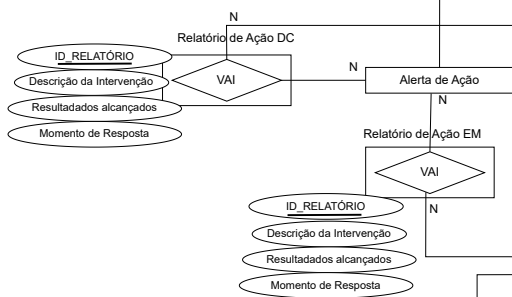 N
Relatório de Ação DC
ID_RELATÓRIO
Descrição da Intervenção
Resultadados alcançados
Momento de Resposta
VAI
N
Alerta de Ação
N
Relatório de Ação EM
VAI
N
ID_RELATÓRIO
Descrição da Intervenção
Resultadados alcançados
Momento de Resposta